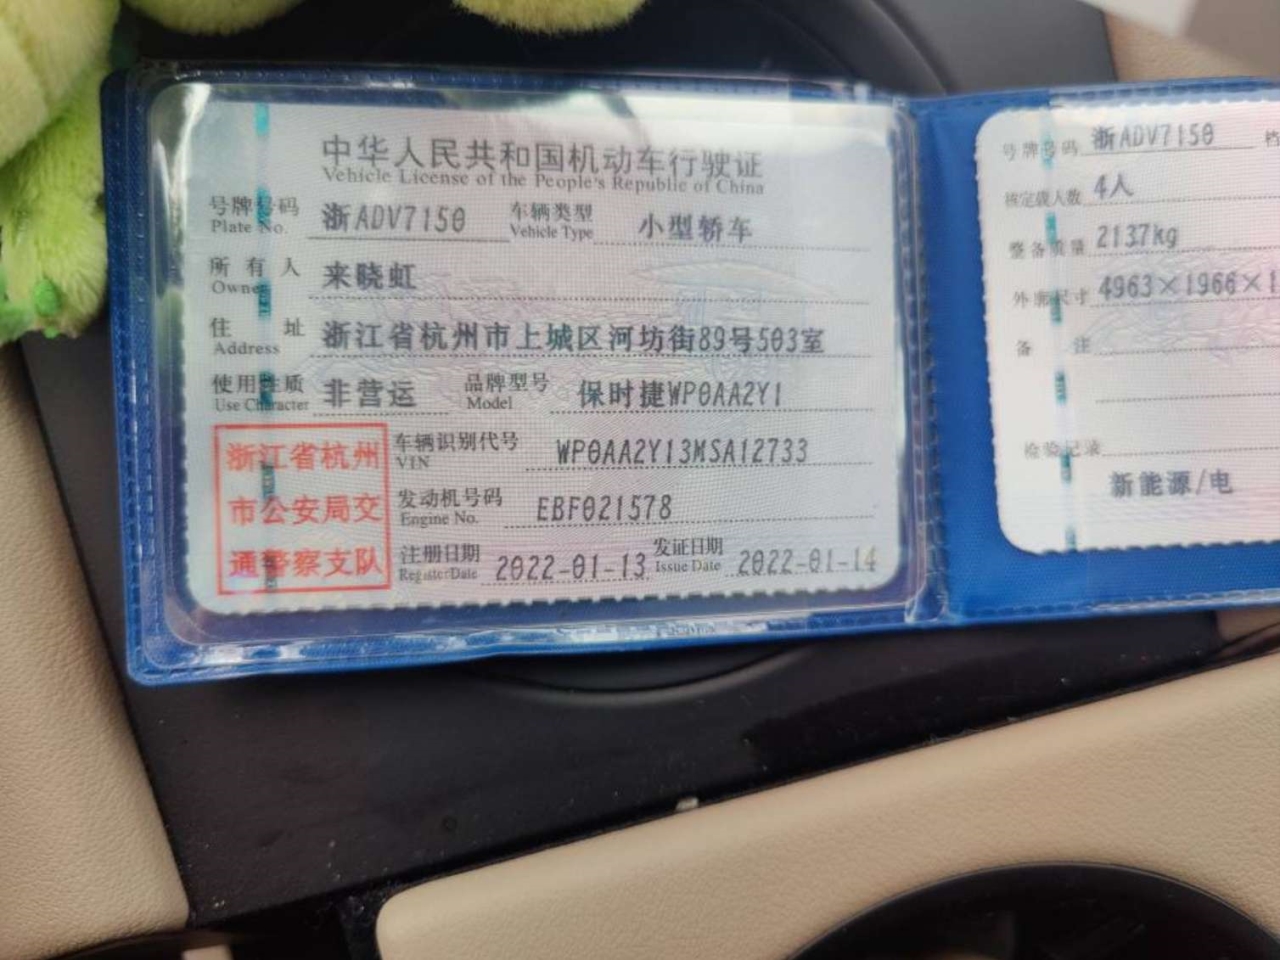 中华人民共和国机动车行驶证
Vehicle License of the People's Republic of China
号牌号码 浙ADV7150 车辆类型 小型轿车
Plate No. Vehicle Type
所有人 来晓虹
Owner
住址 浙江省杭州市上城区河坊街89号503室
Address
使用性质 非营运 品牌型号 保时捷WP0AA2Y1
Use Character Model
浙江省杭州
市公安局交
通警察支队
车辆识别代号 WP0AA2Y13MSA12733
VIN
发动机号码 EBF021578
Engine No.
注册日期 2022-01-13 发证日期 2022-01-14
Register Date Issue Date
号牌号码 浙ADV7150 档
核定载人数 4人
整备质量 2137kg
外廓尺寸 4963×1966×1
备注
检验记录
新能源/电